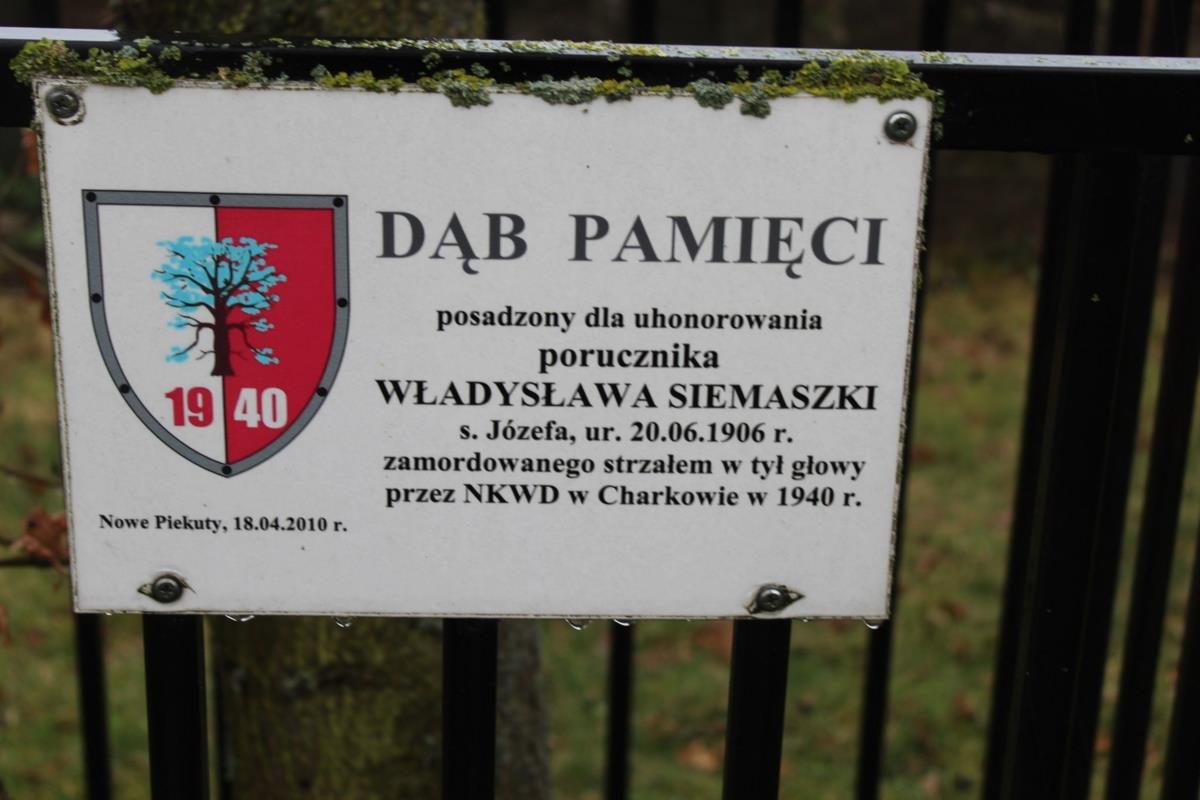 DĄB PAMIĘCI
posadzony dla uhonorowania
porucznika
WŁADYSŁAWA SIEMASZKI
s. Józefa, ur. 20.06.1906 r.
zamordowanego strzałem w tył głowy
przez NKWD w Charkowie w 1940 r.
1940
Nowe Piekuty, 18.04.2010 r.